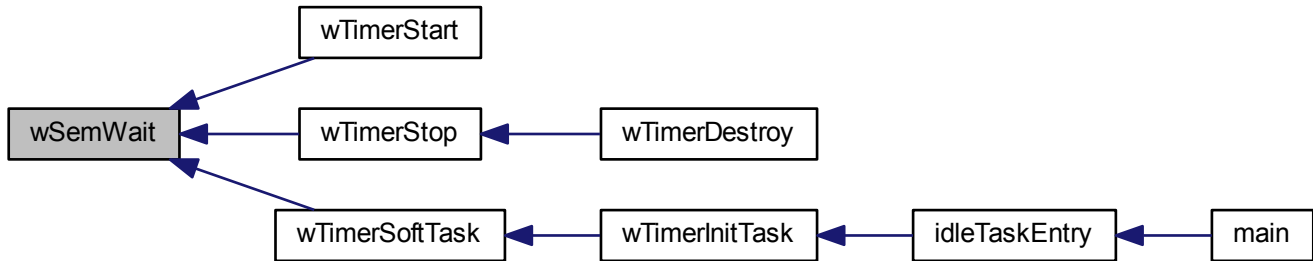 wTimerStart
wSemWait
wTimerStop
wTimerDestroy
wTimerSoftTask
wTimerInitTask
idleTaskEntry
main